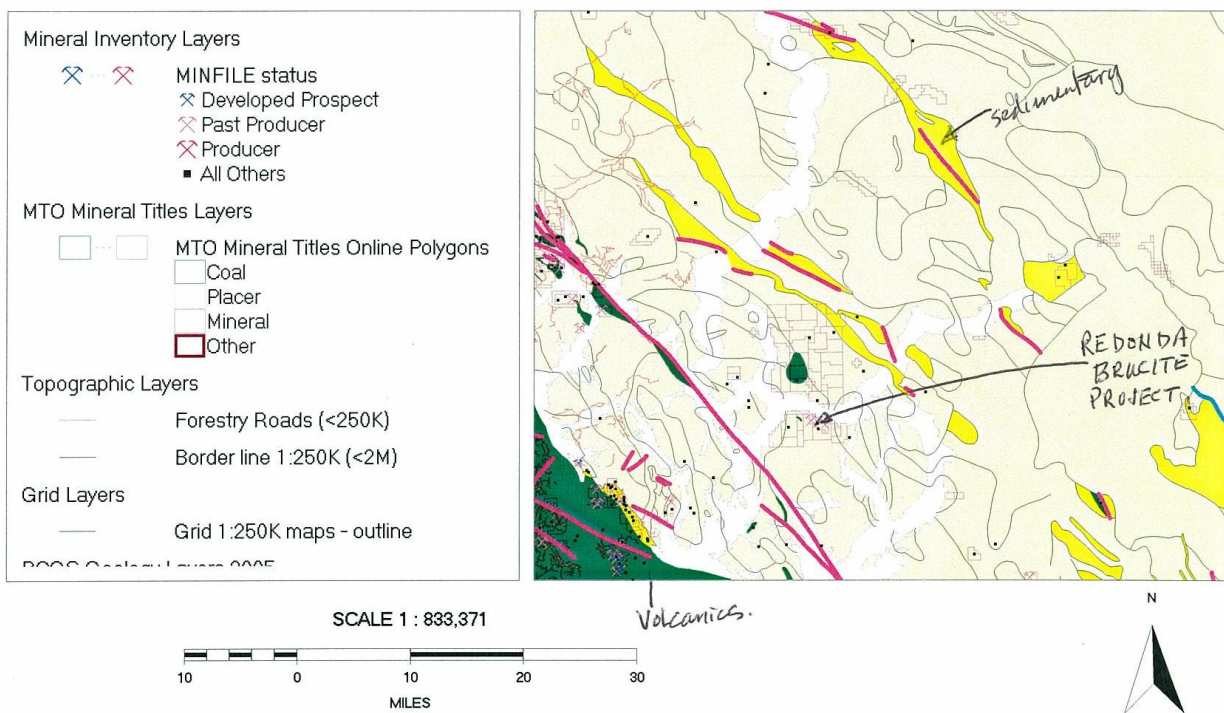 Mineral Inventory Layers
MINFILE status
Developed Prospect
Past Producer
Producer
All Others
MTO Mineral Titles Layers
MTO Mineral Titles Online Polygons
Coal
Placer
Mineral
Other
Topographic Layers
Forestry Roads (<250K)
Border line 1:250K (<2M)
Grid Layers
Grid 1:250K maps - outline
sedimentary
REDONDA
BRUCITE
PROJECT
Volcanics.
SCALE 1 : 833,371
10 0 10 20 30
MILES
N